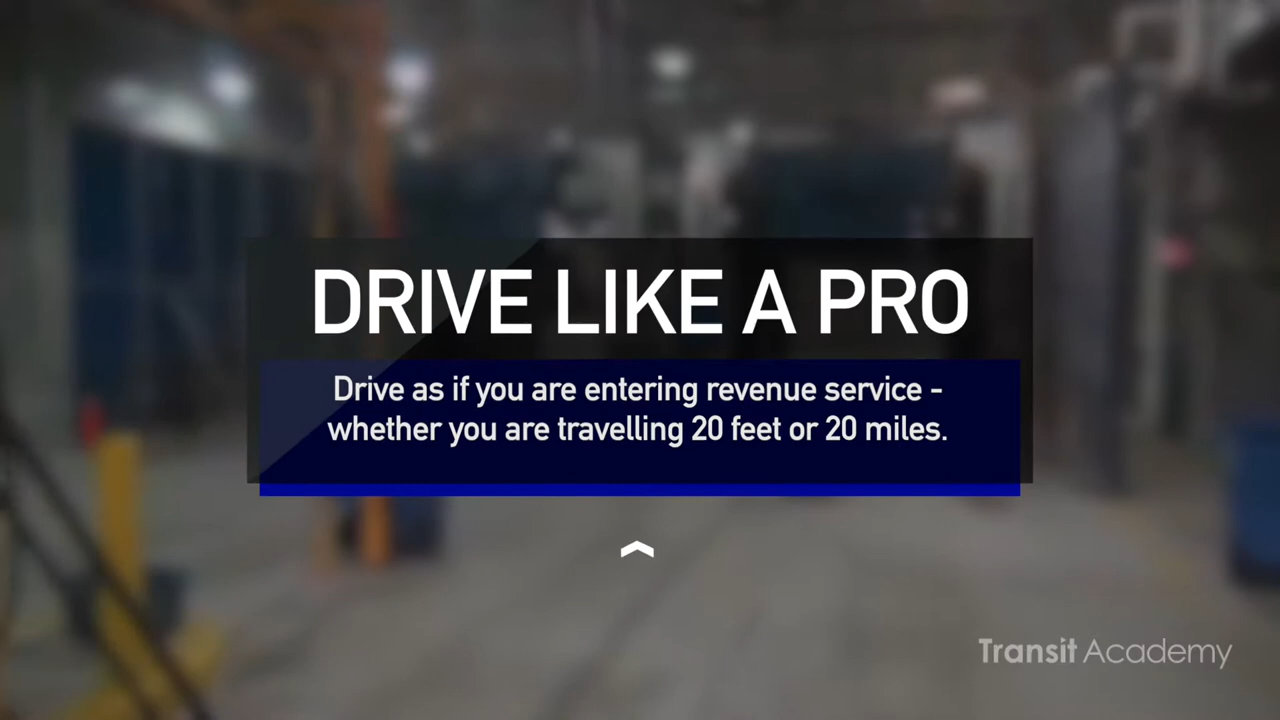 DRIVE LIKE A PRO
Drive as if you are entering revenue service -
whether you are travelling 20 feet or 20 miles.
Transit Academy